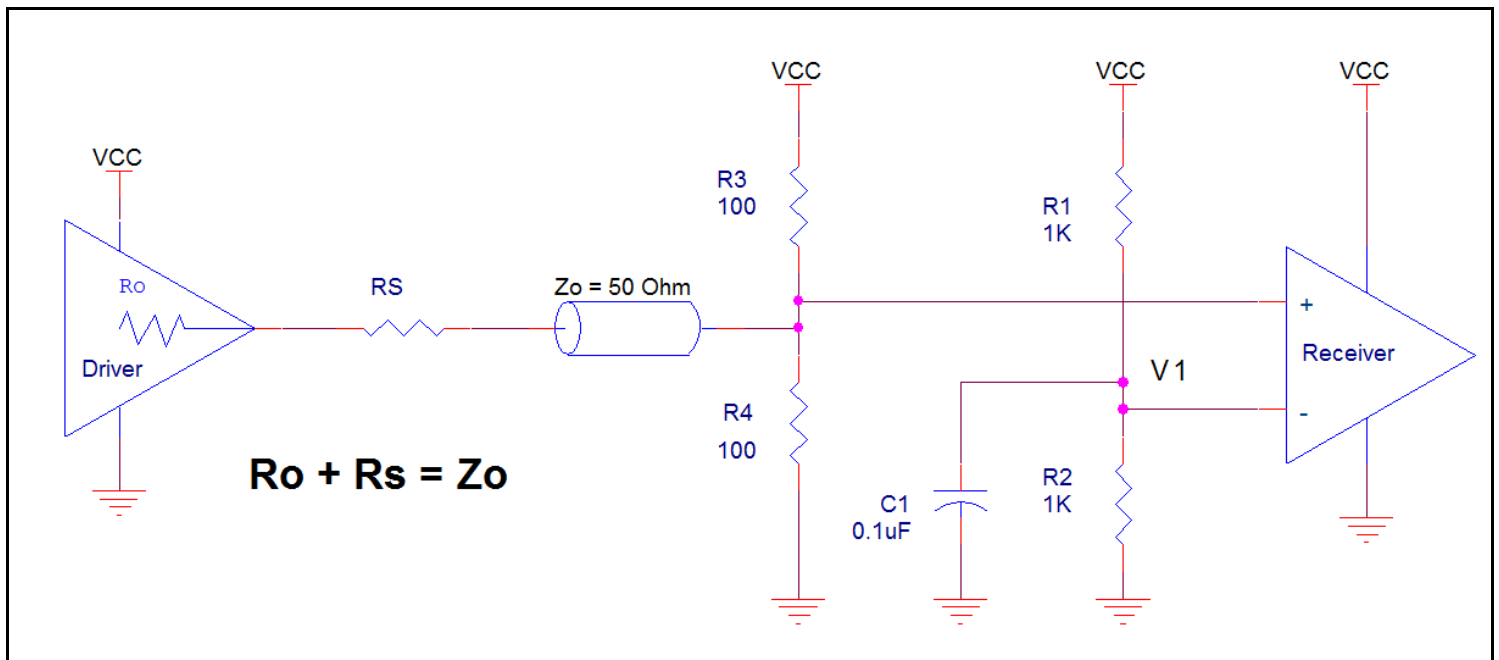 VCC
VCC
VCC
VCC
R3
100
R1
1K
Ro
RS
Zo = 50 Ohm
+
Driver
Receiver
V1
R4
100
-
Ro + Rs = Zo
C1
0.1uF
R2
1K